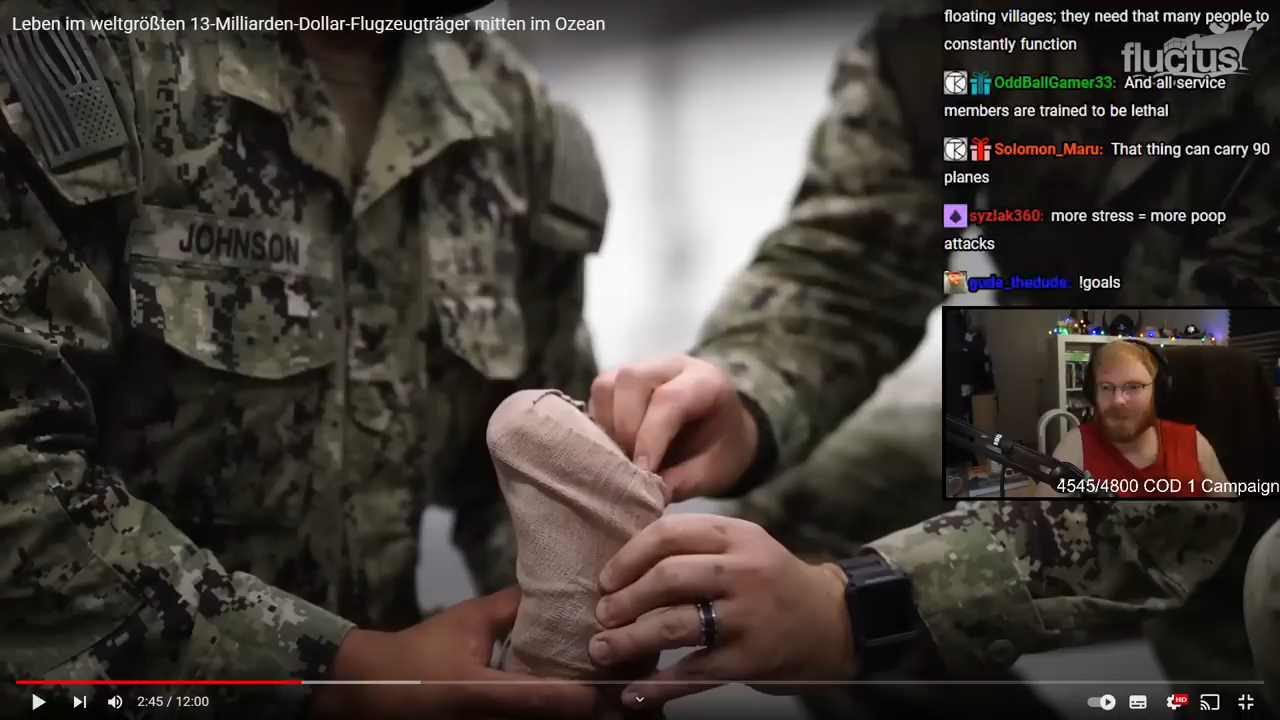 Leben im weltgrößten 13-Milliarden-Dollar-Flugzeugträger mitten im Ozean
floating villages; they need that many people to
constantly function
fluctus
OddBallGamer33: And all service
members are trained to be lethal
Solomon_Maru: That thing can carry 90
planes
syzlak360: more stress = more poop
attacks
gude_thedude: !goals
JOHNSON
4545/4800 COD 1 Campaign
2:45 / 12:00
HD